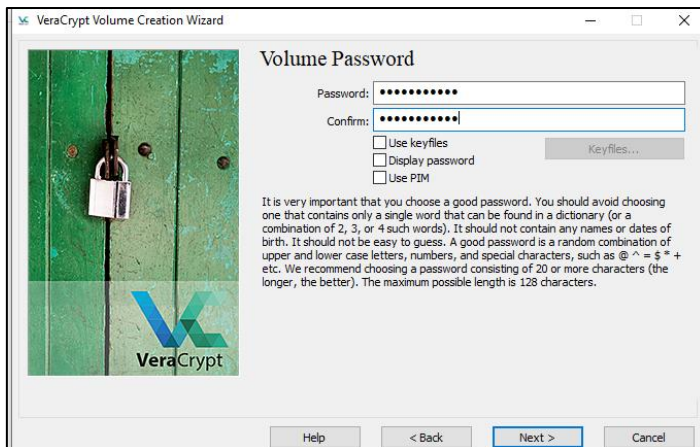 VeraCrypt Volume Creation Wizard
Volume Password
Password: •••••••••••
Confirm: •••••••••••
Use keyfiles
Keyfiles...
Display password
Use PIM
It is very important that you choose a good password. You should avoid choosing
one that contains only a single word that can be found in a dictionary (or a
combination of 2, 3, or 4 such words). It should not contain any names or dates of
birth. It should not be easy to guess. A good password is a random combination of
upper and lower case letters, numbers, and special characters, such as @ ^ = $ * +
etc. We recommend choosing a password consisting of 20 or more characters (the
longer, the better). The maximum possible length is 128 characters.
VeraCrypt
Help
< Back
Next >
Cancel